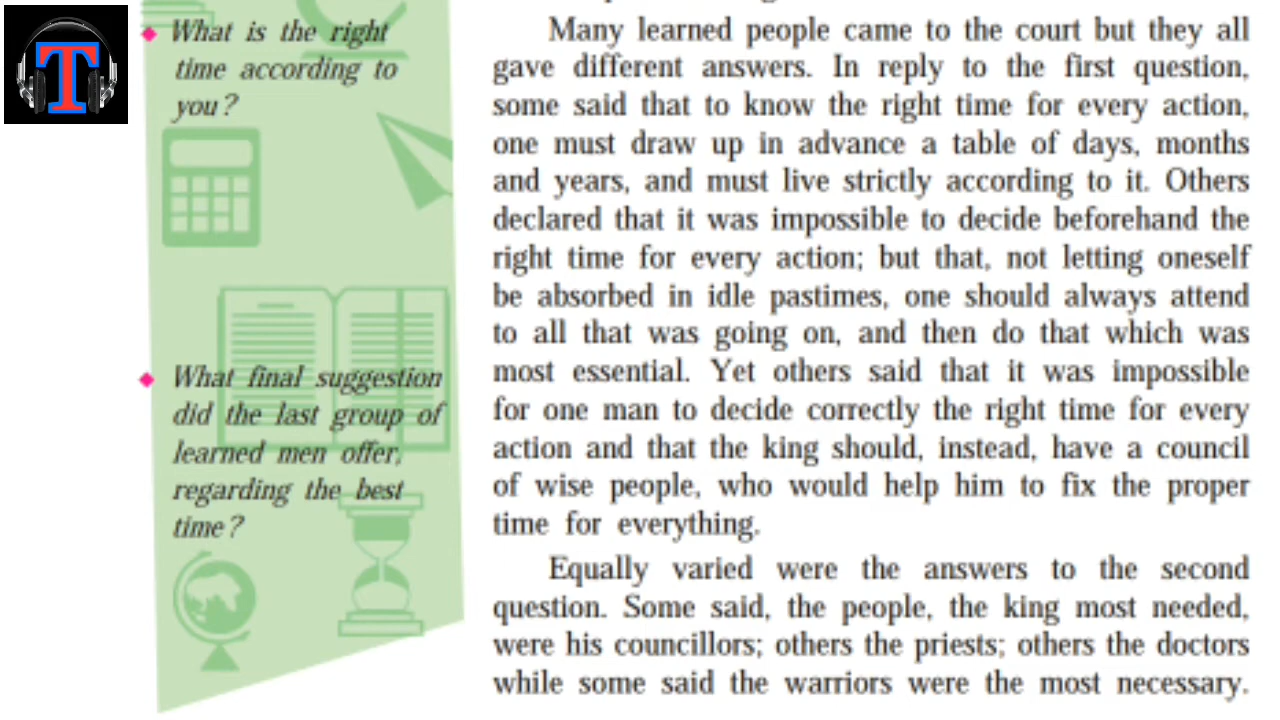 T
What is the right
time according to
you?
What final suggestion
did the last group of
learned men offer,
regarding the best
time?
Many learned people came to the court but they all
gave different answers. In reply to the first question,
some said that to know the right time for every action,
one must draw up in advance a table of days, months
and years, and must live strictly according to it. Others
declared that it was impossible to decide beforehand the
right time for every action; but that, not letting oneself
be absorbed in idle pastimes, one should always attend
to all that was going on, and then do that which was
most essential. Yet others said that it was impossible
for one man to decide correctly the right time for every
action and that the king should, instead, have a council
of wise people, who would help him to fix the proper
time for everything.
Equally varied were the answers to the second
question. Some said, the people, the king most needed,
were his councillors; others the priests; others the doctors
while some said the warriors were the most necessary.